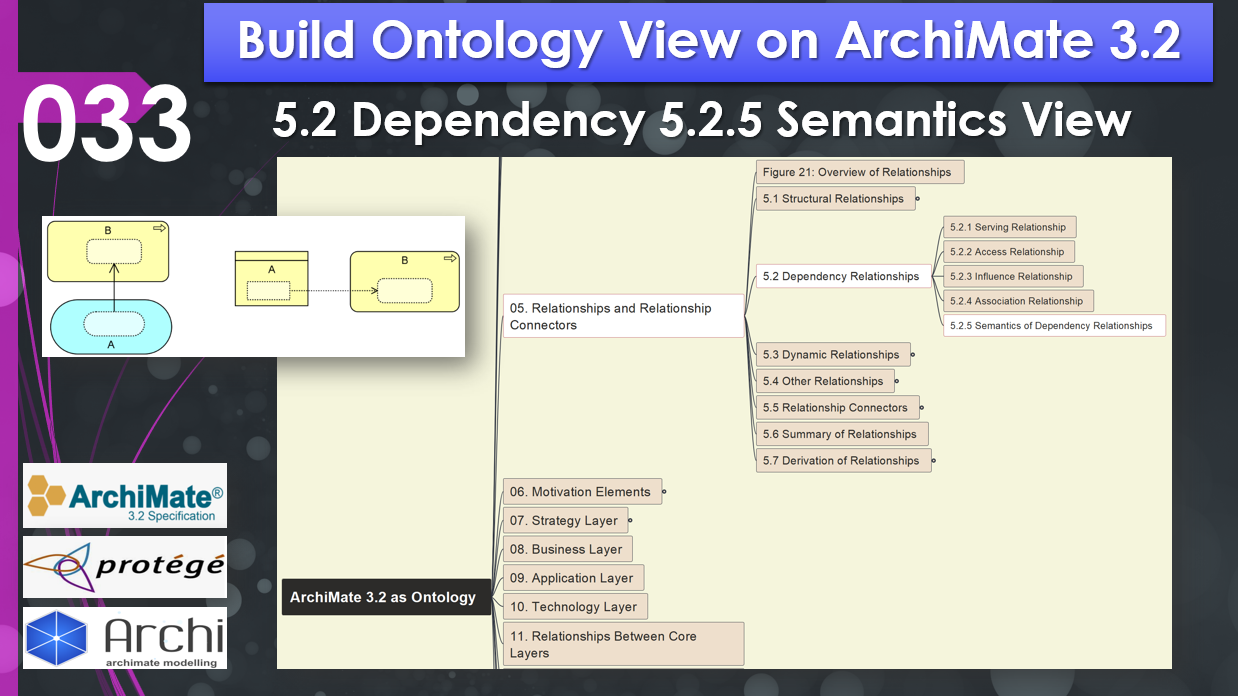 Build Ontology View on ArchiMate 3.2
033
5.2 Dependency 5.2.5 Semantics View
B
A
A
B
Figure 21: Overview of Relationships
5.1 Structural Relationships
5.2 Dependency Relationships
5.2.1 Serving Relationship
5.2.2 Access Relationship
5.2.3 Influence Relationship
5.2.4 Association Relationship
5.2.5 Semantics of Dependency Relationships
05. Relationships and Relationship
Connectors
5.3 Dynamic Relationships
5.4 Other Relationships
5.5 Relationship Connectors
5.6 Summary of Relationships
5.7 Derivation of Relationships
06. Motivation Elements
07. Strategy Layer
08. Business Layer
09. Application Layer
10. Technology Layer
11. Relationships Between Core
Layers
ArchiMate 3.2 as Ontology
ArchiMate®
3.2 Specification
protégé
Archi
archimate modelling